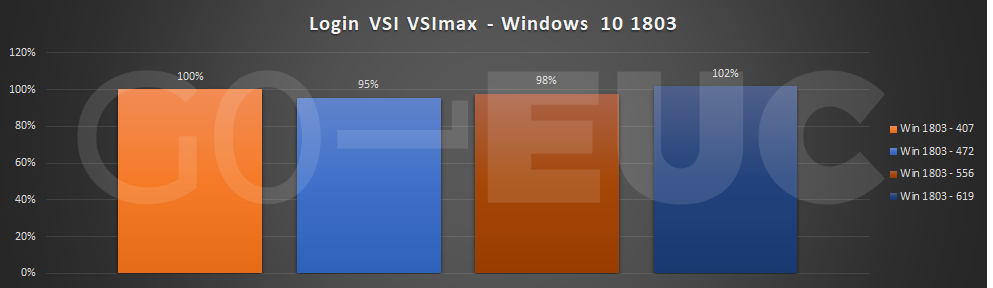 Login VSI VSImax - Windows 10 1803
120%
100%
80%
60%
40%
20%
0%
100%
95%
98%
102%
Win 1803 - 407
Win 1803 - 472
Win 1803 - 556
Win 1803 - 619
GO-EUC